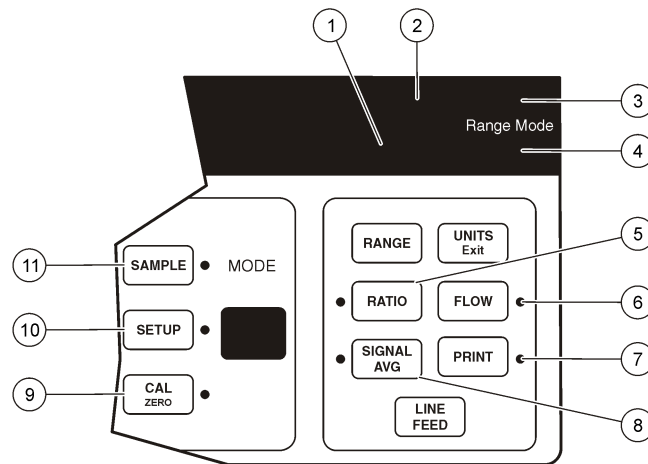 1
2
3
Range Mode
4
5
RANGE
UNITS
Exit
11
SAMPLE
MODE
RATIO
FLOW
6
10
SETUP
SIGNAL
AVG
PRINT
7
9
CAL
ZERO
LINE
FEED
8